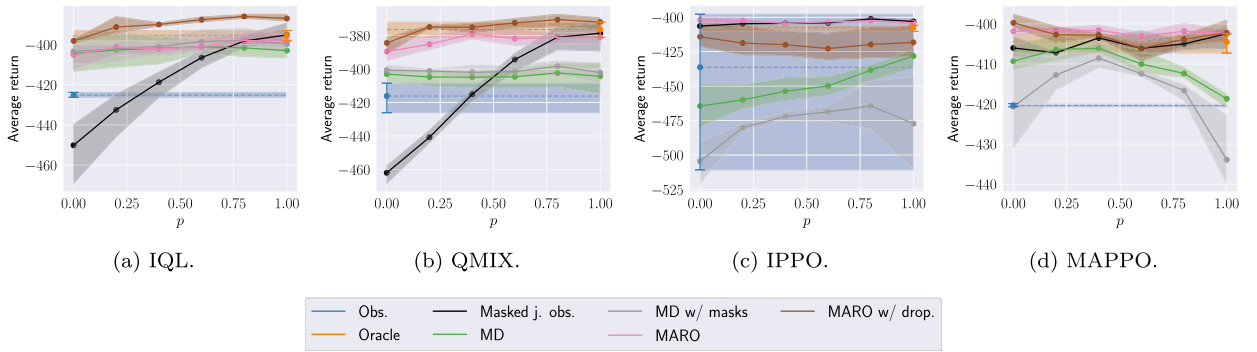 Average return
−400
−420
−440
−460
0.00 0.25 0.50 0.75 1.00
p
(a) IQL.
Average return
−380
−400
−420
−440
−460
0.00 0.25 0.50 0.75 1.00
p
(b) QMIX.
Average return
−400
−425
−450
−475
−500
−525
0.00 0.25 0.50 0.75 1.00
p
(c) IPPO.
Average return
−400
−410
−420
−430
−440
0.00 0.25 0.50 0.75 1.00
p
(d) MAPPO.
Obs. Masked j. obs. MD w/ masks MARO w/ drop.
Oracle MD MARO